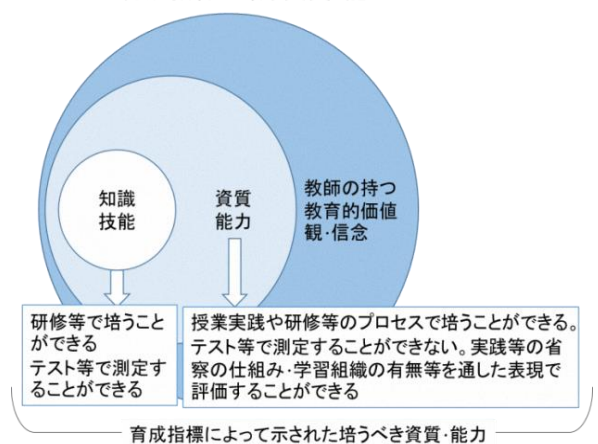 知識
技能
資質
能力
教師の持つ
教育的価値
観・信念
研修等で培うこと
ができる
テスト等で測定す
ることができる
授業実践や研修等のプロセスで培うことができる。
テスト等で測定することができない。実践等の省
察の仕組み・学習組織の有無等を通した表現で
評価することができる
育成指標によって示された培うべき資質・能力